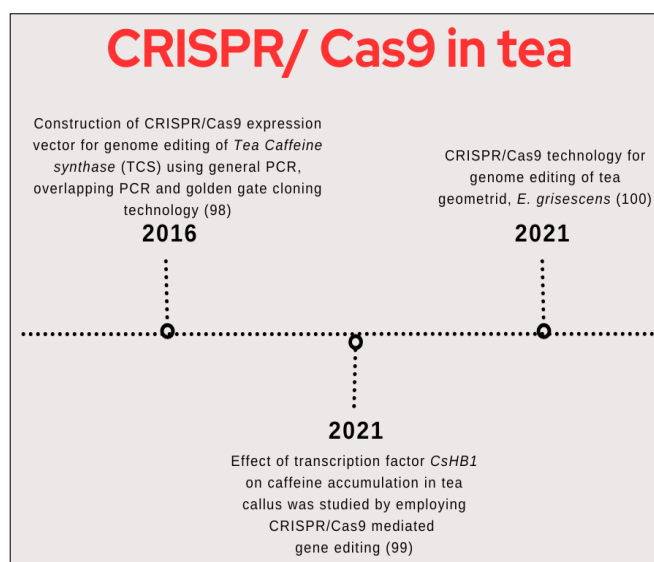 CRISPR/ Cas9 in tea
Construction of CRISPR/Cas9 expression
vector for genome editing of Tea Caffeine
synthase (TCS) using general PCR,
overlapping PCR and golden gate cloning
technology (98)
2016
CRISPR/Cas9 technology for
genome editing of tea
geometrid, E. grisescens (100)
2021
2021
Effect of transcription factor CsHB1
on caffeine accumulation in tea
callus was studied by employing
CRISPR/Cas9 mediated
gene editing (99)